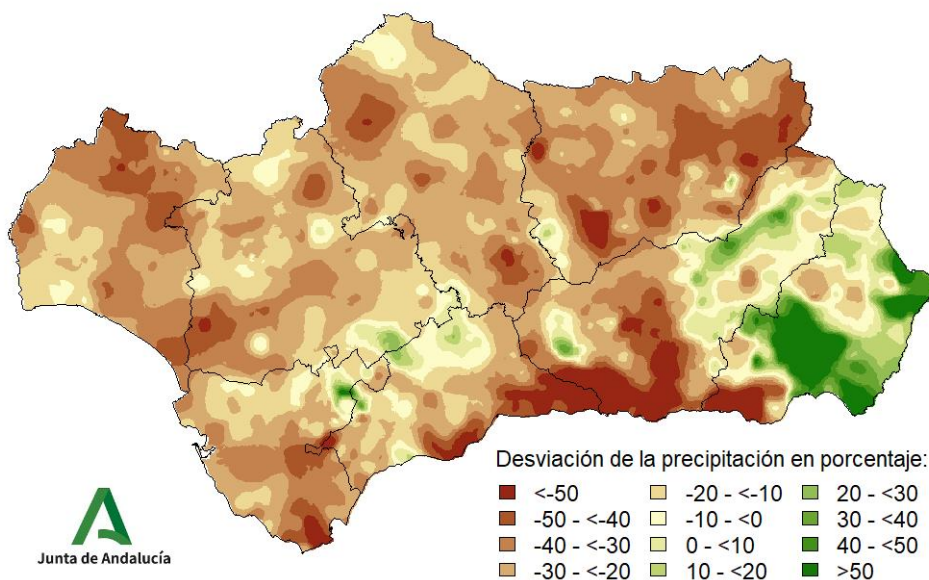 Desviación de la precipitación en porcentaje:
<-50
-50 - <-40
-40 - <-30
-30 - <-20
-20 - <-10
-10 - <0
0 - <10
10 - <20
20 - <30
30 - <40
40 - <50
>50
Junta de Andalucía